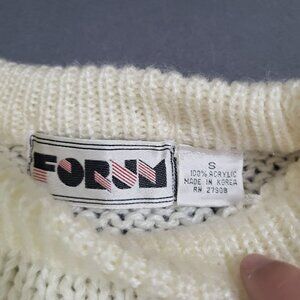 FORUM
S
100% ACRYLIC
MADE IN KOREA
RN 27908